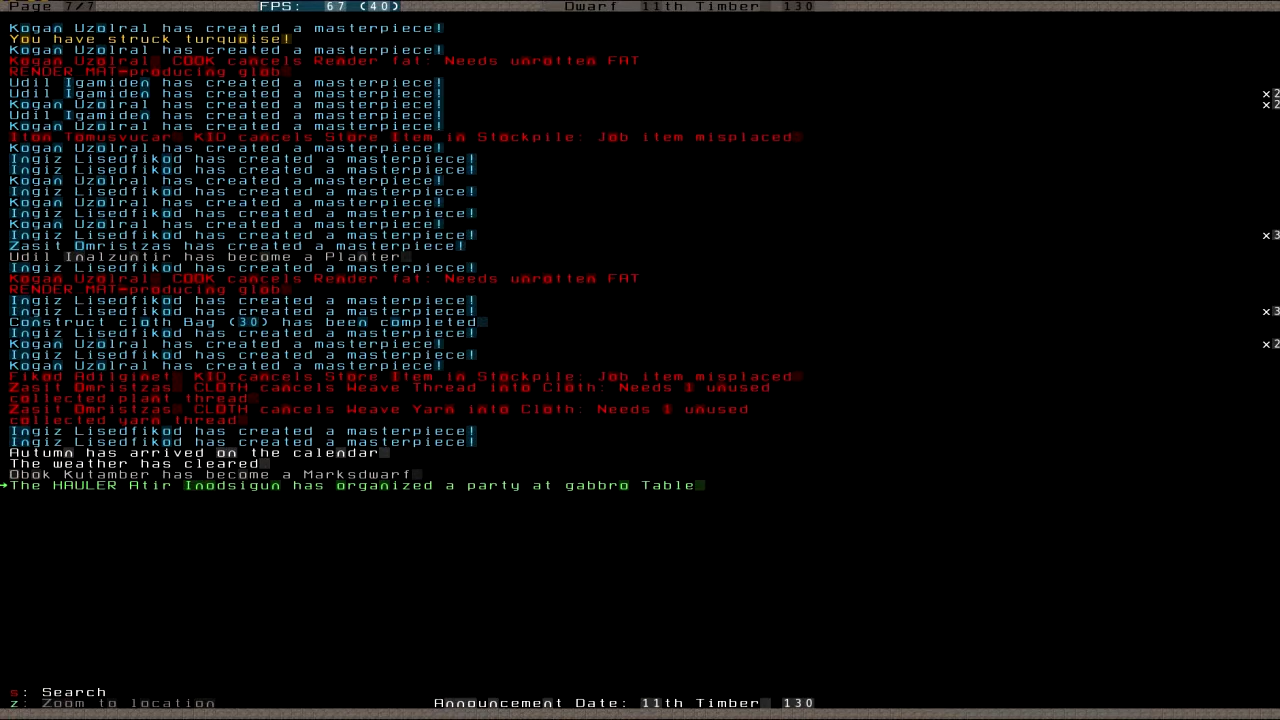 Page 7/7 FPS: 67 (40) Dwarf 11th Timber 130
Kogan Uzolral has created a masterpiece!
You have struck turquoise!
Kogan Uzolral has created a masterpiece!
Kogan Uzolral COOK cancels Render fat: Needs unrotten FAT
RENDER_MAT-producing glob
Udil Igamiden has created a masterpiece!
Udil Igamiden has created a masterpiece! x2
Kogan Uzolral has created a masterpiece! x2
Udil Igamiden has created a masterpiece!
Kogan Uzolral has created a masterpiece!
Iton Tomusvucar KID cancels Store Item in Stockpile: Job item misplaced
Kogan Uzolral has created a masterpiece!
Ingiz Lisedfikod has created a masterpiece!
Ingiz Lisedfikod has created a masterpiece!
Kogan Uzolral has created a masterpiece!
Ingiz Lisedfikod has created a masterpiece!
Kogan Uzolral has created a masterpiece!
Ingiz Lisedfikod has created a masterpiece!
Kogan Uzolral has created a masterpiece!
Ingiz Lisedfikod has created a masterpiece! x3
Zasit Omristzas has created a masterpiece!
Udil Inalzuntir has become a Planter
Ingiz Lisedfikod has created a masterpiece!
Kogan Uzolral COOK cancels Render fat: Needs unrotten FAT
RENDER_MAT-producing glob
Ingiz Lisedfikod has created a masterpiece!
Ingiz Lisedfikod has created a masterpiece! x3
Construct cloth Bag (30) has been completed
Ingiz Lisedfikod has created a masterpiece!
Kogan Uzolral has created a masterpiece! x2
Ingiz Lisedfikod has created a masterpiece!
Kogan Uzolral has created a masterpiece!
Fikod Adilginet KID cancels Store Item in Stockpile: Job item misplaced
Zasit Omristzas CLOTH cancels Weave Thread into Cloth: Needs 1 unused
collected plant thread
Zasit Omristzas CLOTH cancels Weave Yarn into Cloth: Needs 1 unused
collected yarn thread
Ingiz Lisedfikod has created a masterpiece!
Ingiz Lisedfikod has created a masterpiece!
Autumn has arrived on the calendar
The weather has cleared
Obok Kutamber has become a Marksdwarf
The HAULER Atir Inodsigun has organized a party at gabbro Table
s: Search
z: Zoom to location Announcement Date: 11th Timber 130